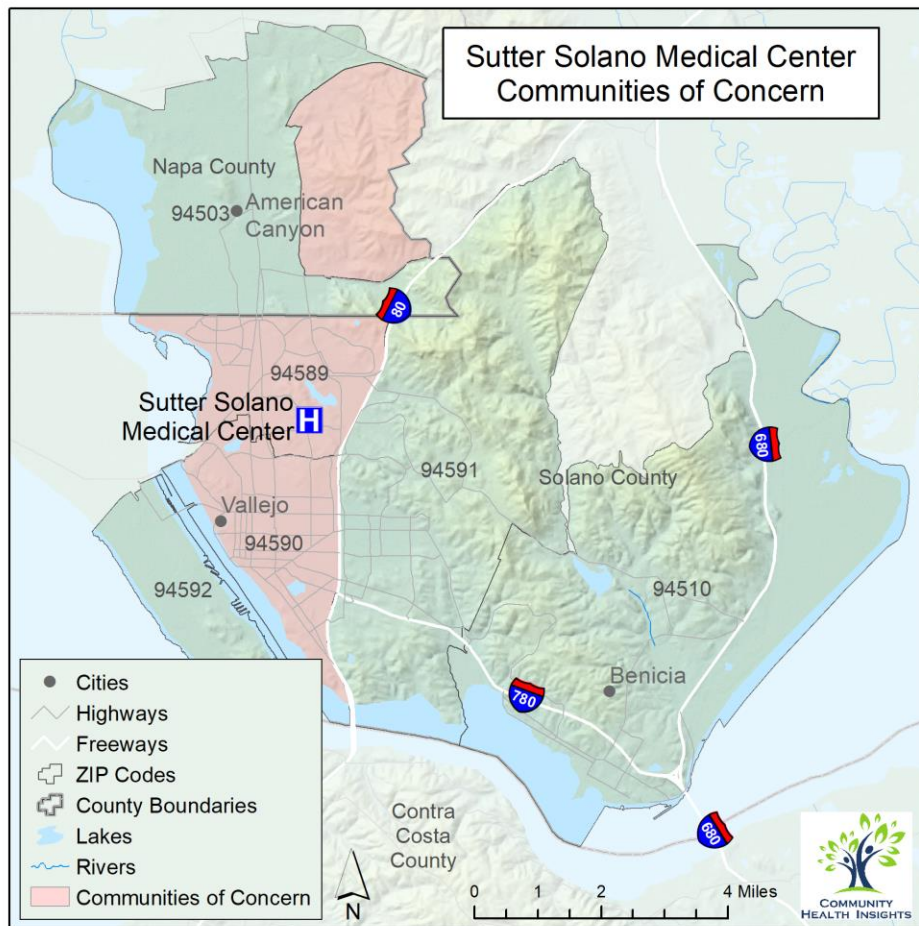 Sutter Solano Medical Center
Communities of Concern
Napa County
94503
American
Canyon
80
94589
Sutter Solano
Medical Center
H
94591
680
Solano County
Vallejo
94590
94592
94510
Benicia
780
Cities
Highways
Freeways
ZIP Codes
County Boundaries
Lakes
Rivers
Communities of Concern
Contra
Costa
County
N
680
0 1 2 4 Miles
COMMUNITY
HEALTH INSIGHTS